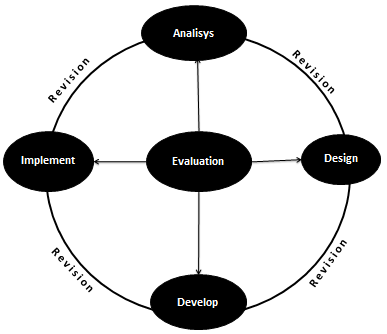 Analisys
Revision
Revision
Implement
Evaluation
Design
Revision
Revision
Develop